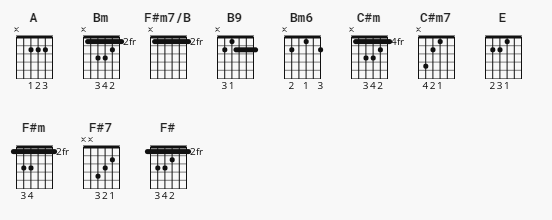 A Bm F#m7/B B9 Bm6 C#m C#m7 E
x x x x x x x
2fr 2fr 4fr
123 342 31 2 1 3 342 421 231
F#m F#7 F#
xx
2fr 2fr
34 321 342